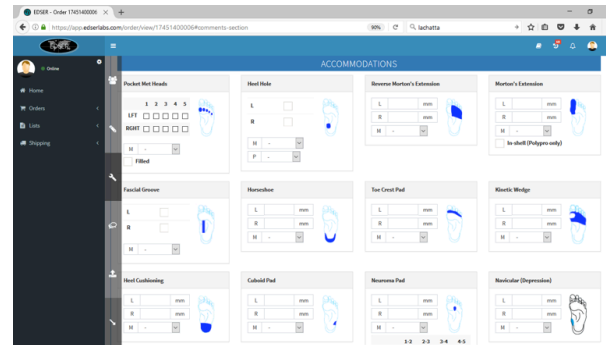 EDSER - Order 17451400006
https://app.edserlabs.com/order/view/17451400006#comments-section
90%
lachatta
Online
ACCOMMODATIONS
Home
Orders
Lists
Shipping
Pocket Met Heads
1 2 3 4 5
LFT
RGHT
M -
Filled
Heel Hole
L
R
M -
P -
Reverse Morton's Extension
L mm
R mm
M -
Morton's Extension
L mm
R mm
M -
In-shell (Polypro only)
Fascial Groove
L
R
M -
Horseshoe
L mm
R mm
M -
Toe Crest Pad
L mm
R mm
M -
Kinetic Wedge
L mm
R mm
M -
Heel Cushioning
L mm
R mm
M -
Cuboid Pad
L mm
R mm
M -
Neuroma Pad
L mm
R mm
M -
1-2 2-3 3-4 4-5
Navicular (Depression)
L mm
R mm
M -